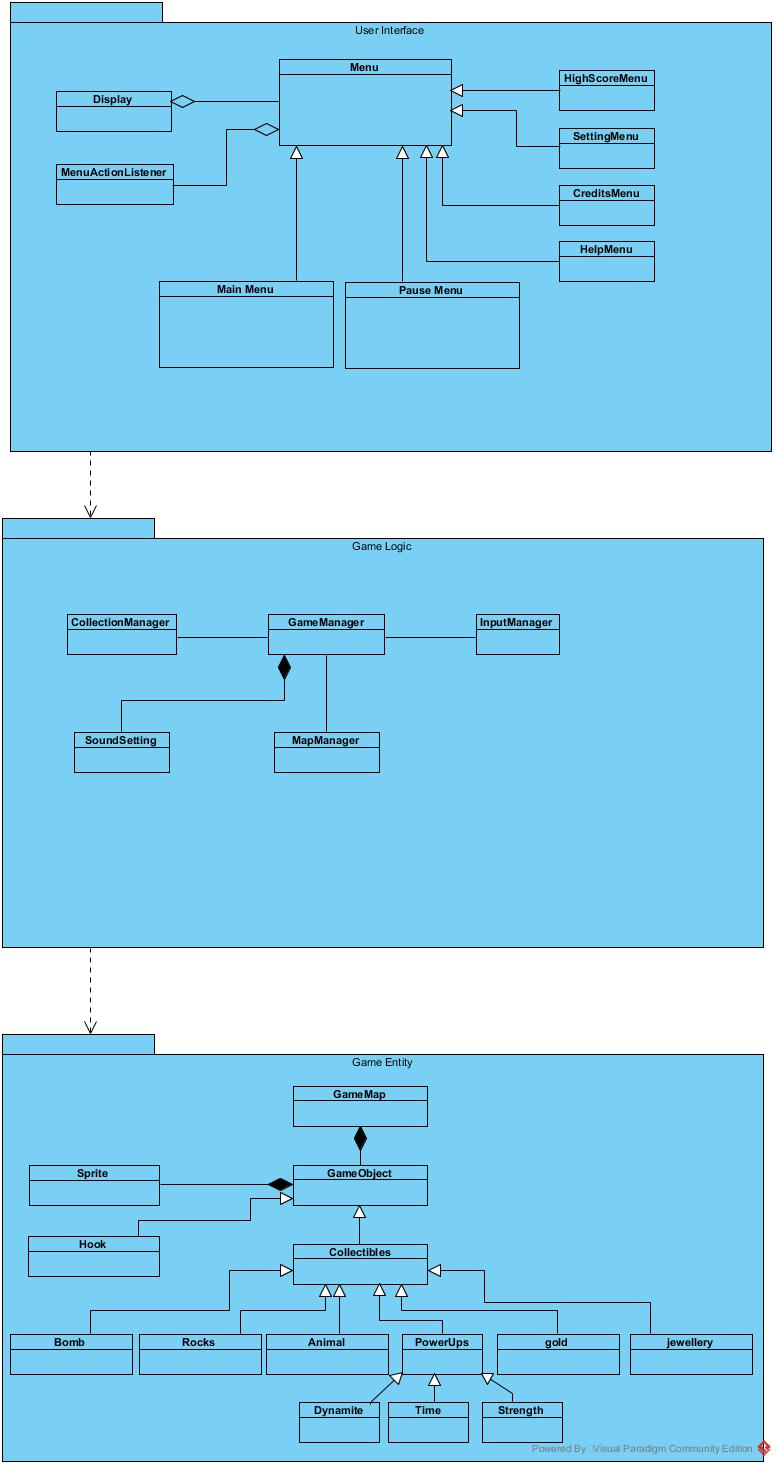 User Interface
Menu
HighScoreMenu
Display
SettingMenu
MenuActionListener
CreditsMenu
HelpMenu
Main Menu
Pause Menu
Game Logic
CollectionManager
GameManager
InputManager
SoundSetting
MapManager
Game Entity
GameMap
Sprite
GameObject
Hook
Collectibles
Bomb
Rocks
Animal
PowerUps
gold
jewellery
Dynamite
Time
Strength
Powered By Visual Paradigm Community Edition